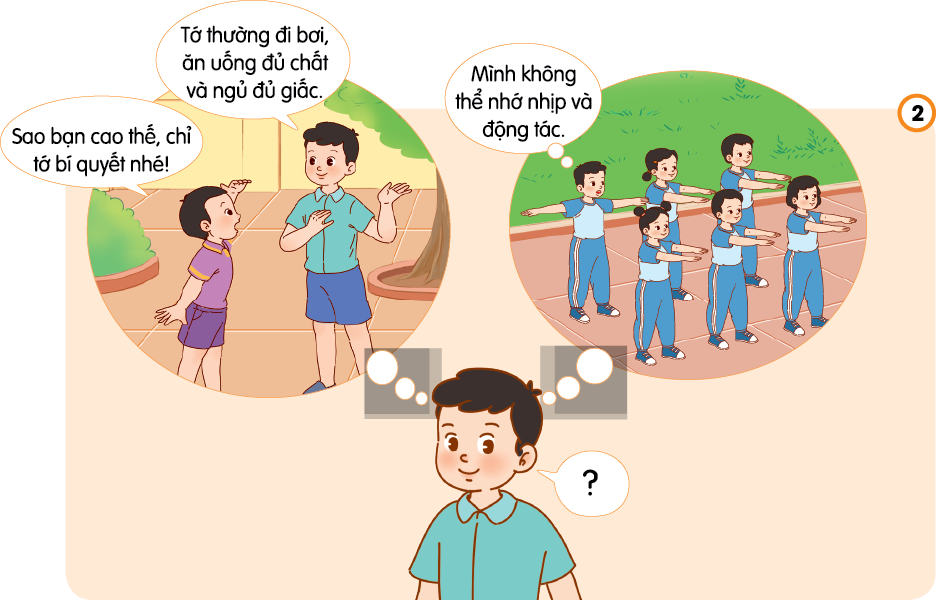 Tớ thường đi bơi,
ăn uống đủ chất
và ngủ đủ giấc.
Sao bạn cao thế, chỉ
tớ bí quyết nhé!
Mình không
thể nhớ nhịp và
động tác.
2
?